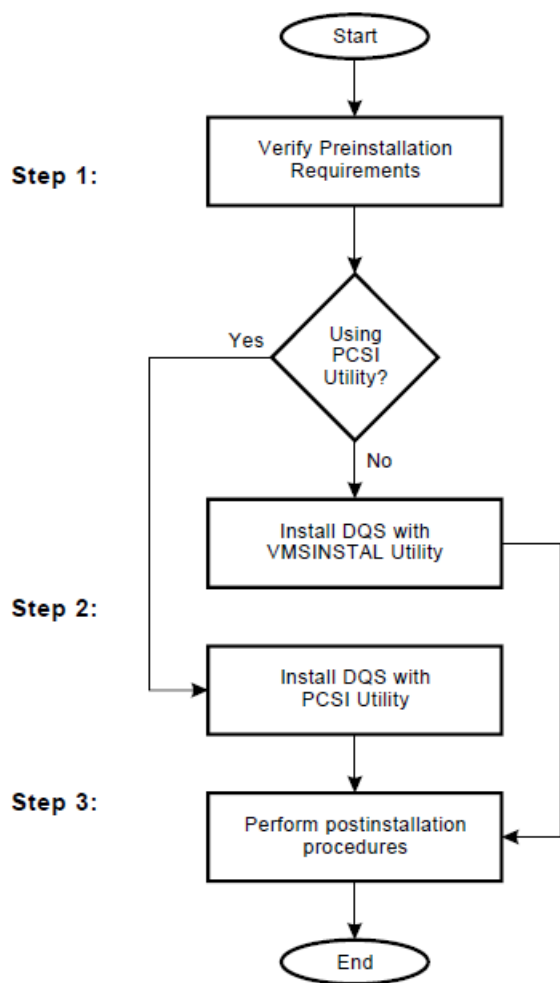 Start
Step 1:
Verify Preinstallation
Requirements
Using
PCSI
Utility?
Yes
No
Install DQS with
VMSINSTAL Utility
Step 2:
Install DQS with
PCSI Utility
Step 3:
Perform postinstallation
procedures
End